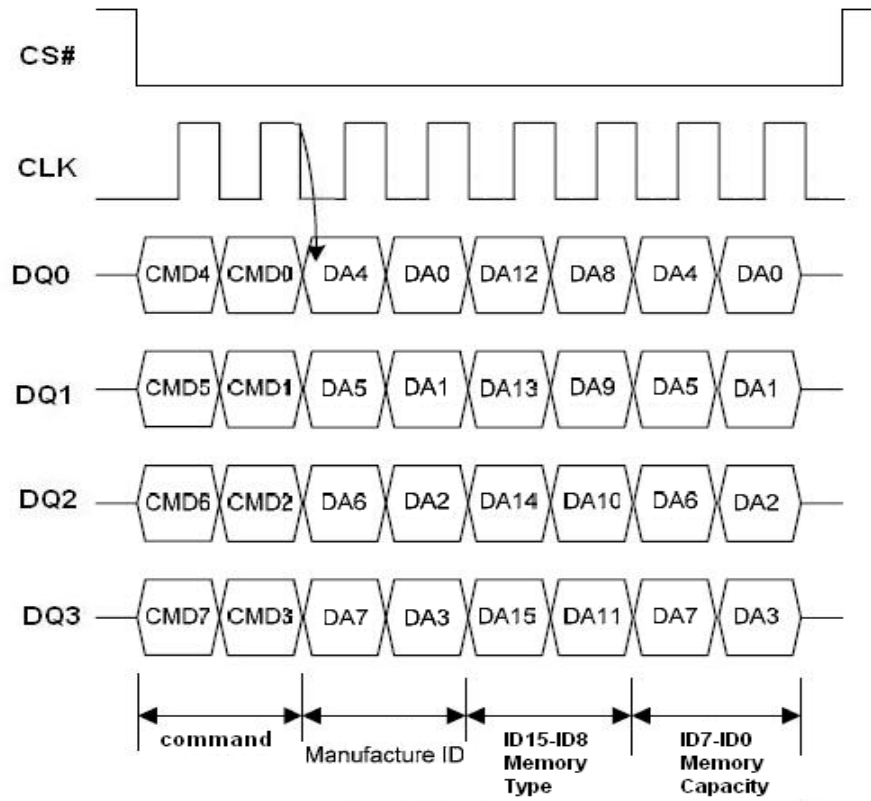 CS#
CLK
DQ0 CMD4 CMD0 DA4 DA0 DA12 DA8 DA4 DA0
DQ1 CMD5 CMD1 DA5 DA1 DA13 DA9 DA5 DA1
DQ2 CMD6 CMD2 DA6 DA2 DA14 DA10 DA6 DA2
DQ3 CMD7 CMD3 DA7 DA3 DA15 DA11 DA7 DA3
command
Manufacture ID
ID15-ID8
Memory
Type
ID7-ID0
Memory
Capacity